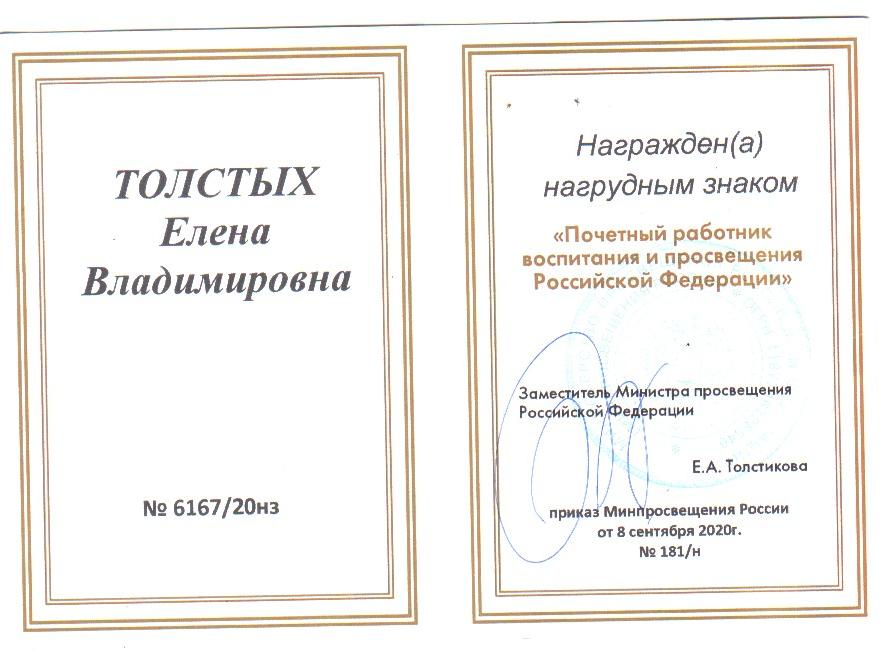 ТОЛСТЫХ
Елена
Владимировна
№ 6167/20нз
Награжден(а)
нагрудным знаком
«Почетный работник
воспитания и просвещения
Российской Федерации»
Заместитель Министра просвещения
Российской Федерации
Е.А. Толстикова
приказ Минпросвещения России
от 8 сентября 2020г.
№ 181/н